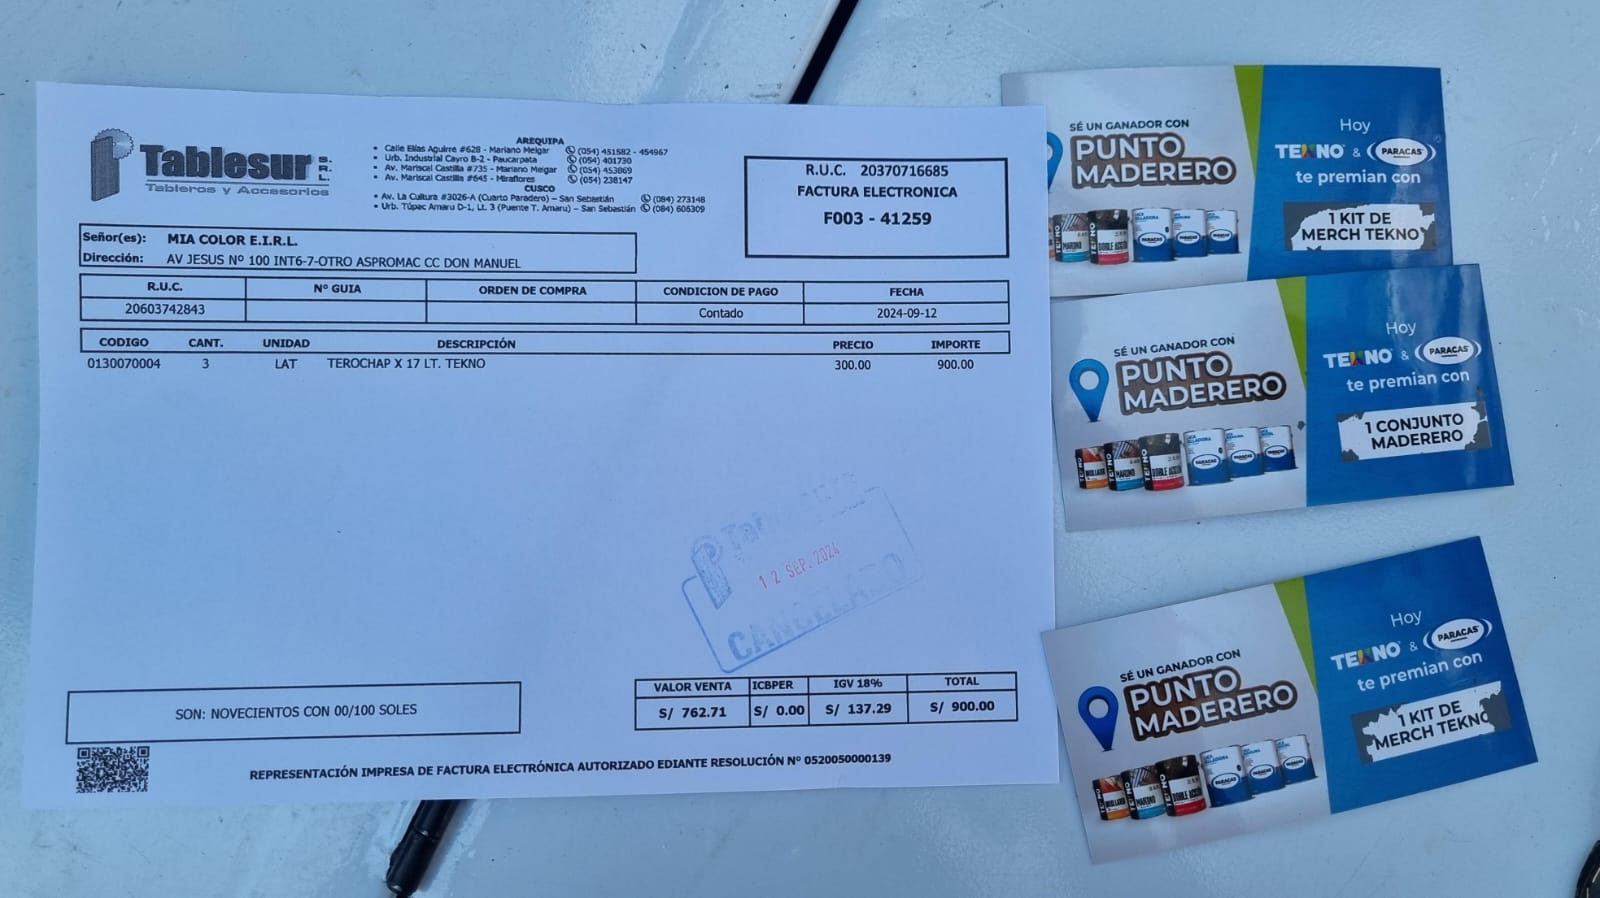 Tablesur S. R. L.
Tableros y Accesorios
AREQUIPA
• Calle Elías Aguirre #628 - Mariano Melgar (054) 451582 - 454967
• Urb. Industrial Cayro B-2 - Paucarpata (054) 401730
• Av. Mariscal Castilla #735 - Mariano Melgar (054) 453869
• Av. Mariscal Castilla #645 - Miraflores (054) 238147
CUSCO
• Av. La Cultura #3026-A (Cuarto Paradero) – San Sebastián (084) 273148
• Urb. Túpac Amaru D-1, Lt. 3 (Puente T. Amaru) – San Sebastián (084) 606309
R.U.C. 20370716685
FACTURA ELECTRONICA
F003 - 41259
Señor(es): MIA COLOR E.I.R.L.
Dirección: AV JESUS Nº 100 INT6-7-OTRO ASPROMAC CC DON MANUEL
R.U.C. Nº GUIA ORDEN DE COMPRA CONDICION DE PAGO FECHA
20603742843 Contado 2024-09-12
CODIGO CANT. UNIDAD DESCRIPCIÓN PRECIO IMPORTE
0130070004 3 LAT TEROCHAP X 17 LT. TEKNO 300.00 900.00
12 SEP. 2024
CANCELADO
VALOR VENTA ICBPER IGV 18% TOTAL
S/ 762.71 S/ 0.00 S/ 137.29 S/ 900.00
SON: NOVECIENTOS CON 00/100 SOLES
REPRESENTACIÓN IMPRESA DE FACTURA ELECTRÓNICA AUTORIZADO EDIANTE RESOLUCIÓN Nº 0520050000139
SÉ UN GANADOR CON
PUNTO
MADERERO
Hoy
TEKNO & PARACAS
te premian con
1 KIT DE
MERCH TEKNO
SÉ UN GANADOR CON
PUNTO
MADERERO
Hoy
TEKNO & PARACAS
te premian con
1 CONJUNTO
MADERERO
SÉ UN GANADOR CON
PUNTO
MADERERO
Hoy
TEKNO & PARACAS
te premian con
1 KIT DE
MERCH TEKNO